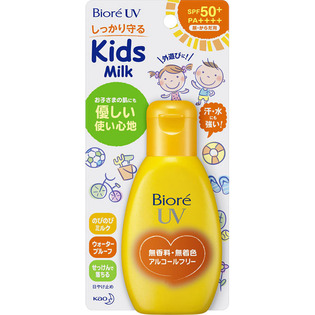 Bioré UV
しっかり守る
Kids
Milk
SPF50+
PA++++
顔・からだ用
外遊びに!
お子さまの肌にも
優しい
使い心地
汗・水
にも
強い!
Bioré
UV
無香料・無着色
アルコールフリー
のびのび
ミルク
ウォーター
プルーフ
せっけんで
落ちる
日やけ止め
Kao